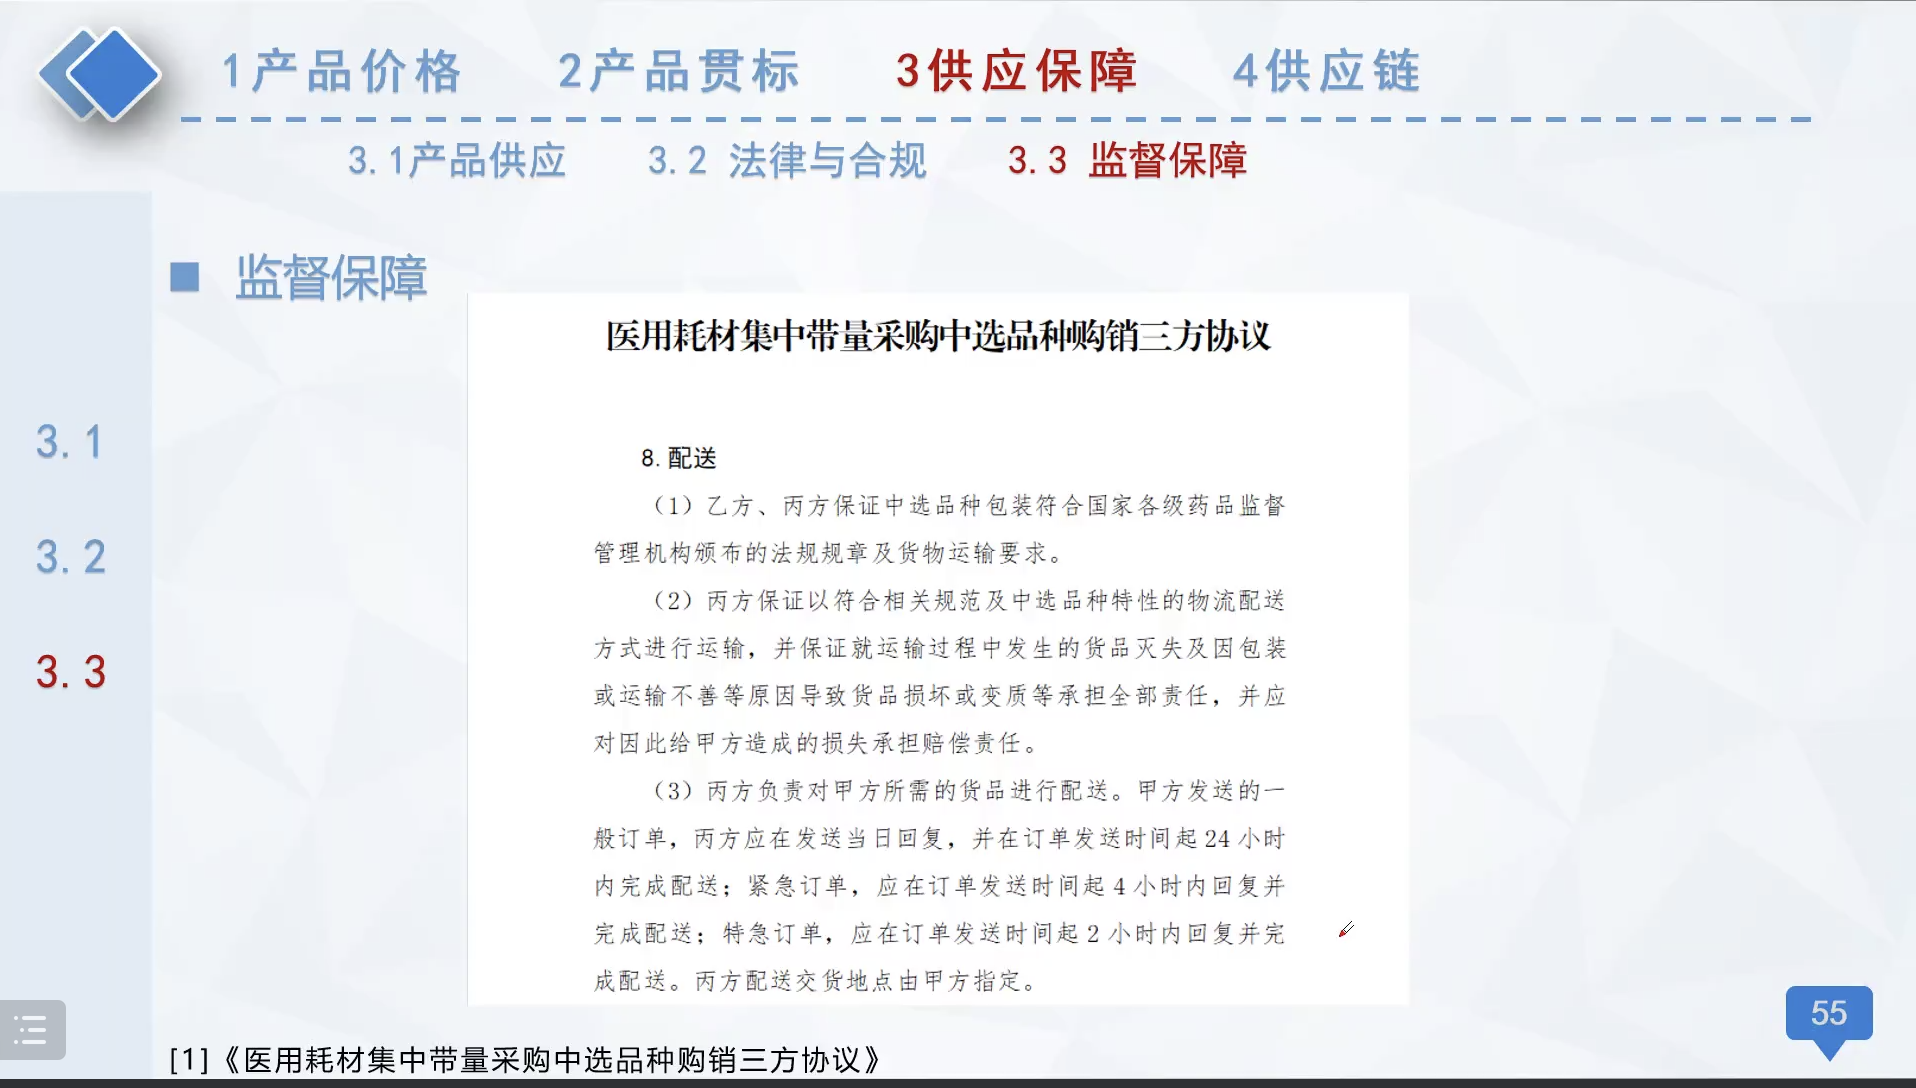 1产品价格 2产品贯标 3供应保障 4供应链
3.1产品供应 3.2 法律与合规 3.3 监督保障
监督保障
3.1
3.2
3.3
医用耗材集中带量采购中选品种购销三方协议
8.配送
（1）乙方、丙方保证中选品种包装符合国家各级药品监督
管理机构颁布的法规规章及货物运输要求。
（2）丙方保证以符合相关规范及中选品种特性的物流配送
方式进行运输，并保证就运输过程中发生的货品灭失及因包装
或运输不善等原因导致货品损坏或变质等承担全部责任，并应
对因此给甲方造成的损失承担赔偿责任。
（3）丙方负责对甲方所需的货品进行配送。甲方发送的一
般订单，丙方应在发送当日回复，并在订单发送时间起24小时
内完成配送；紧急订单，应在订单发送时间起4小时内回复并
完成配送；特急订单，应在订单发送时间起2小时内回复并完
成配送。丙方配送交货地点由甲方指定。
[1]《医用耗材集中带量采购中选品种购销三方协议》
55